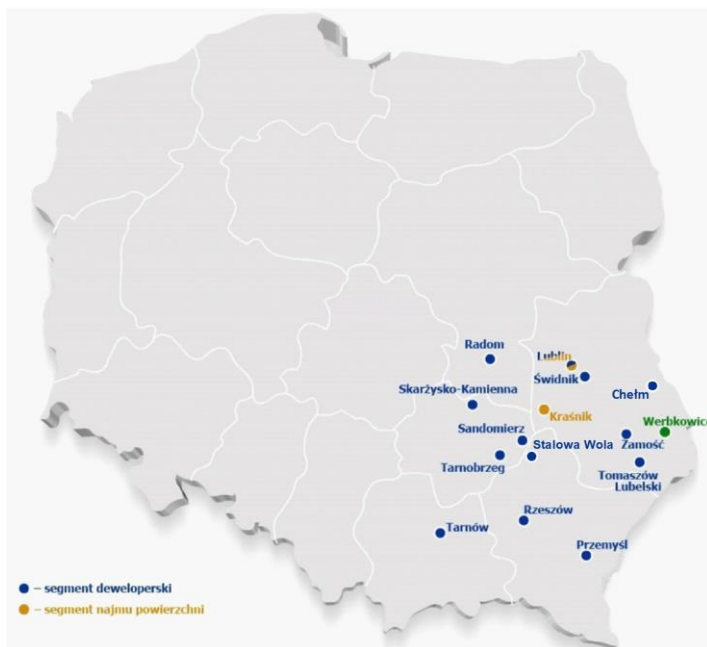 Radom
Lublin
Świdnik
Skarżysko-Kamienna
Chełm
Kraśnik
Werbkowice
Sandomierz
Stalowa Wola
Zamość
Tarnobrzeg
Tomaszów
Lubelski
Rzeszów
Tarnów
Przemyśl
– segment deweloperski
– segment najmu powierzchni